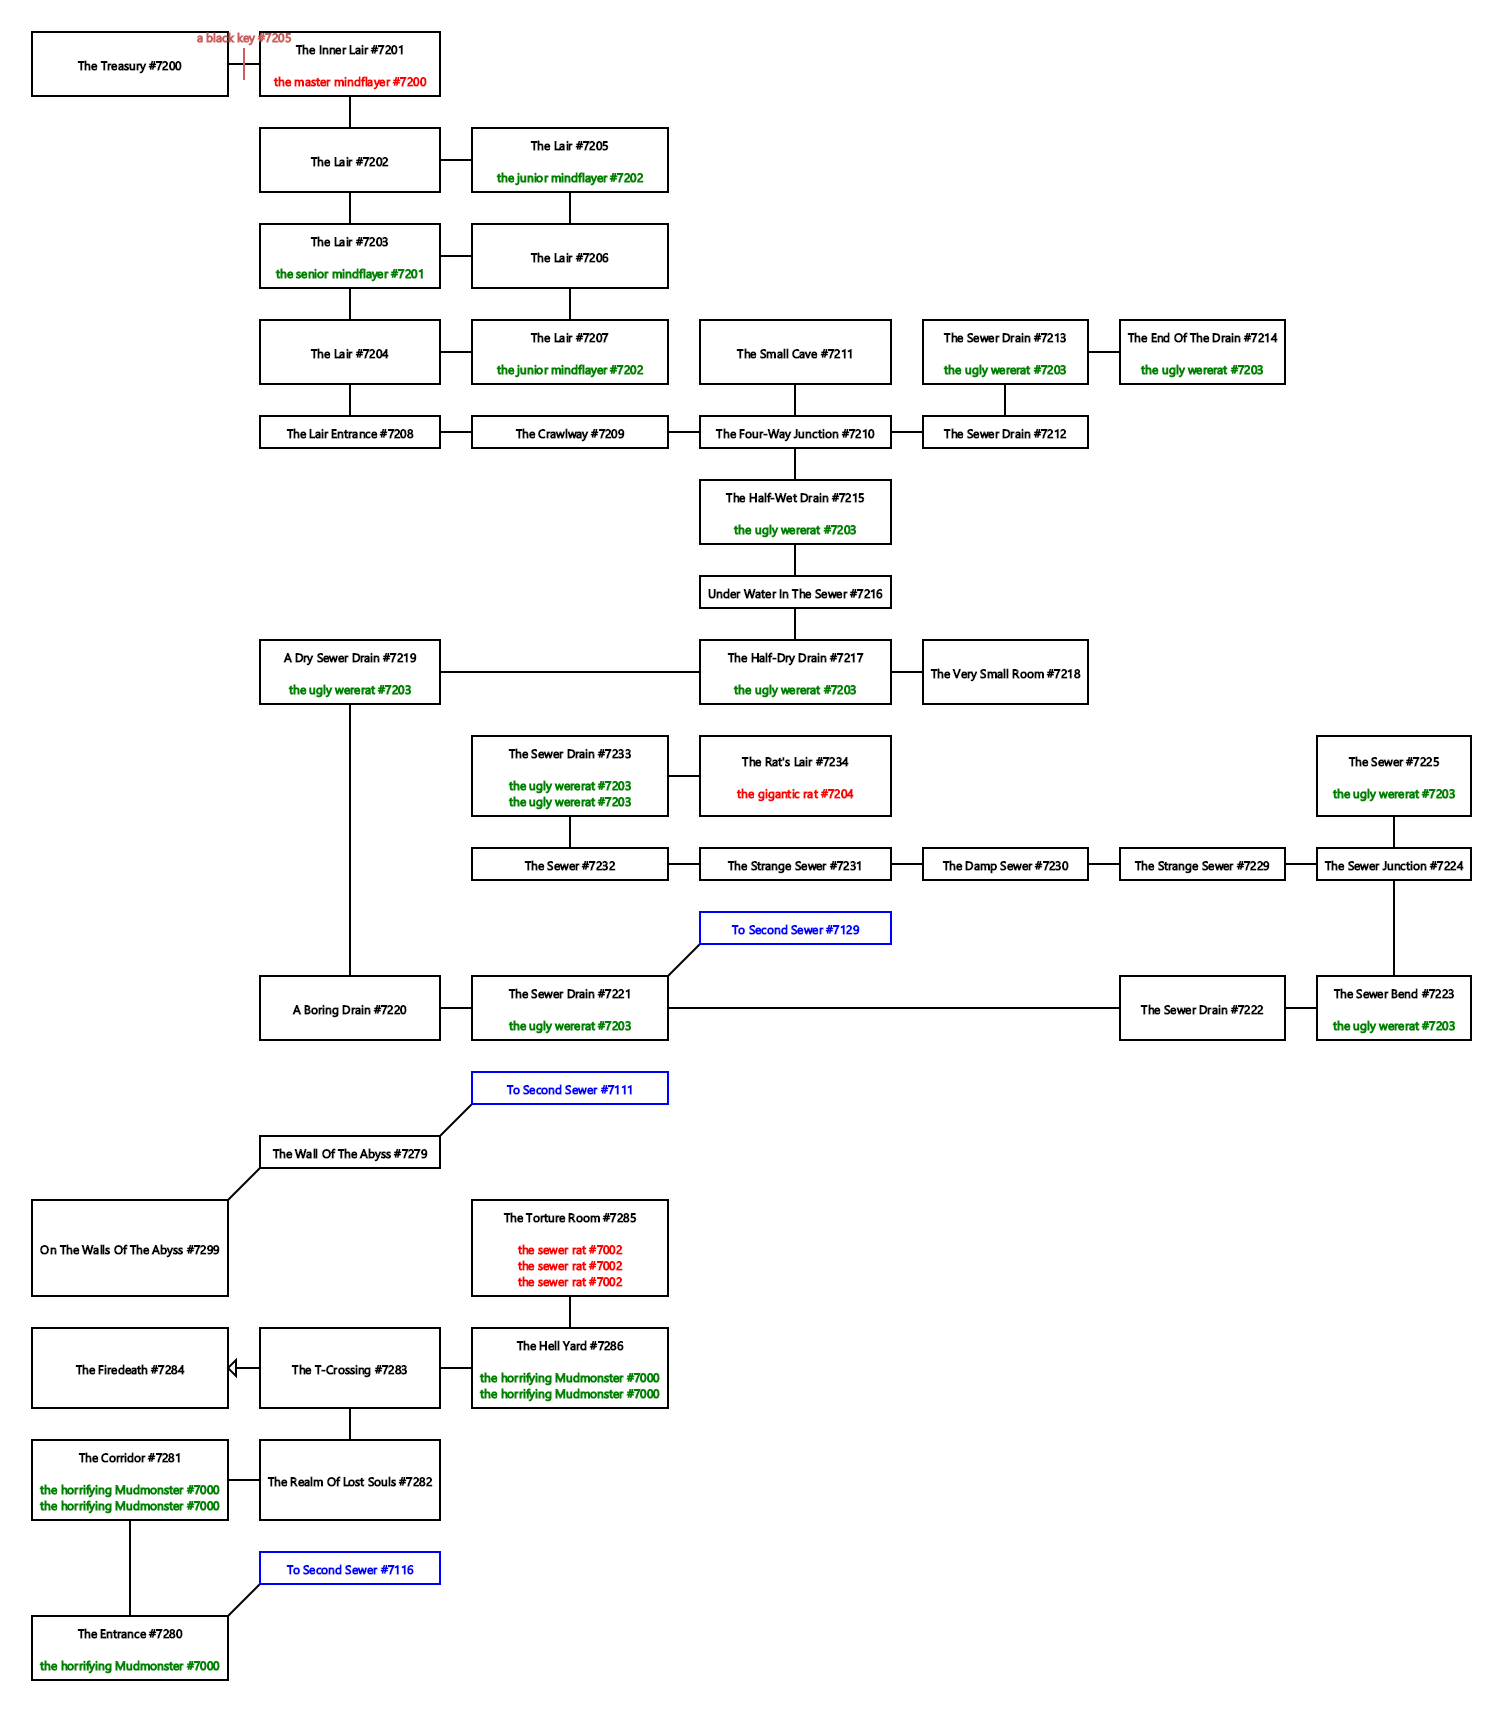 a black key #7205
The Treasury #7200
The Inner Lair #7201
the master mindflayer #7200
The Lair #7202
The Lair #7205
the junior mindflayer #7202
The Lair #7203
the senior mindflayer #7201
The Lair #7206
The Lair #7204
The Lair #7207
the junior mindflayer #7202
The Small Cave #7211
The Sewer Drain #7213
the ugly wererat #7203
The End Of The Drain #7214
the ugly wererat #7203
The Lair Entrance #7208
The Crawlway #7209
The Four-Way Junction #7210
The Sewer Drain #7212
The Half-Wet Drain #7215
the ugly wererat #7203
Under Water In The Sewer #7216
A Dry Sewer Drain #7219
the ugly wererat #7203
The Half-Dry Drain #7217
the ugly wererat #7203
The Very Small Room #7218
The Sewer Drain #7233
the ugly wererat #7203
the ugly wererat #7203
The Rat's Lair #7234
the gigantic rat #7204
The Sewer #7225
the ugly wererat #7203
The Sewer #7232
The Strange Sewer #7231
The Damp Sewer #7230
The Strange Sewer #7229
The Sewer Junction #7224
To Second Sewer #7129
A Boring Drain #7220
The Sewer Drain #7221
the ugly wererat #7203
The Sewer Drain #7222
The Sewer Bend #7223
the ugly wererat #7203
To Second Sewer #7111
The Wall Of The Abyss #7279
On The Walls Of The Abyss #7299
The Torture Room #7285
the sewer rat #7002
the sewer rat #7002
the sewer rat #7002
The Firedeath #7284
The T-Crossing #7283
The Hell Yard #7286
the horrifying Mudmonster #7000
the horrifying Mudmonster #7000
The Corridor #7281
the horrifying Mudmonster #7000
the horrifying Mudmonster #7000
The Realm Of Lost Souls #7282
To Second Sewer #7116
The Entrance #7280
the horrifying Mudmonster #7000